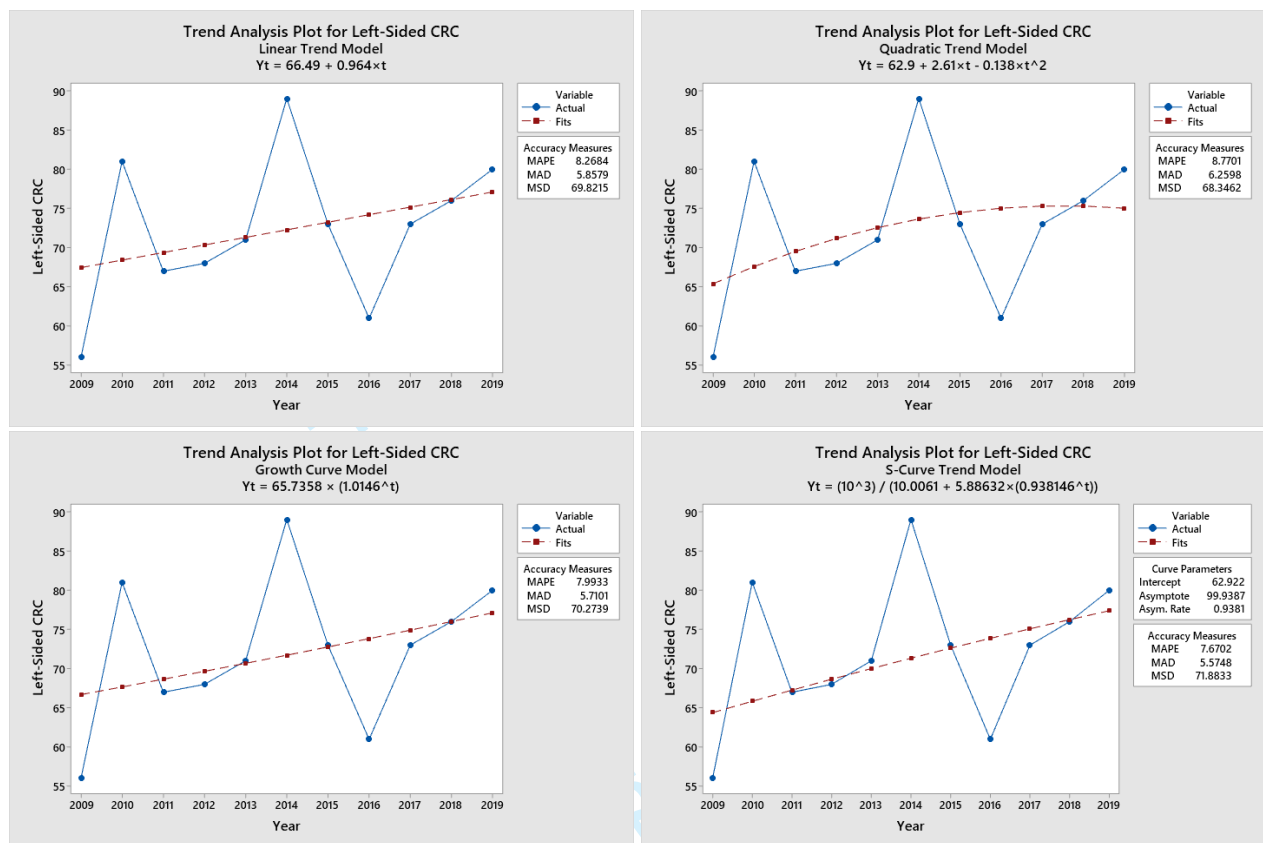 Trend Analysis Plot for Left-Sided CRC
Linear Trend Model
Yt = 66.49 + 0.964×t
Left-Sided CRC
90
85
80
75
70
65
60
55
2009 2010 2011 2012 2013 2014 2015 2016 2017 2018 2019
Year
Variable
Actual
Fits
Accuracy Measures
MAPE 8.2684
MAD 5.8579
MSD 69.8215
Trend Analysis Plot for Left-Sided CRC
Quadratic Trend Model
Yt = 62.9 + 2.61×t - 0.138×t^2
Left-Sided CRC
90
85
80
75
70
65
60
55
2009 2010 2011 2012 2013 2014 2015 2016 2017 2018 2019
Year
Variable
Actual
Fits
Accuracy Measures
MAPE 8.7701
MAD 6.2598
MSD 68.3462
Trend Analysis Plot for Left-Sided CRC
Growth Curve Model
Yt = 65.7358 × (1.0146^t)
Left-Sided CRC
90
85
80
75
70
65
60
55
2009 2010 2011 2012 2013 2014 2015 2016 2017 2018 2019
Year
Variable
Actual
Fits
Accuracy Measures
MAPE 7.9933
MAD 5.7101
MSD 70.2739
Trend Analysis Plot for Left-Sided CRC
S-Curve Trend Model
Yt = (10^3) / (10.0061 + 5.88632×(0.938146^t))
Left-Sided CRC
90
85
80
75
70
65
60
55
2009 2010 2011 2012 2013 2014 2015 2016 2017 2018 2019
Year
Variable
Actual
Fits
Curve Parameters
Intercept 62.922
Asymptote 99.9387
Asym. Rate 0.9381
Accuracy Measures
MAPE 7.6702
MAD 5.5748
MSD 71.8833